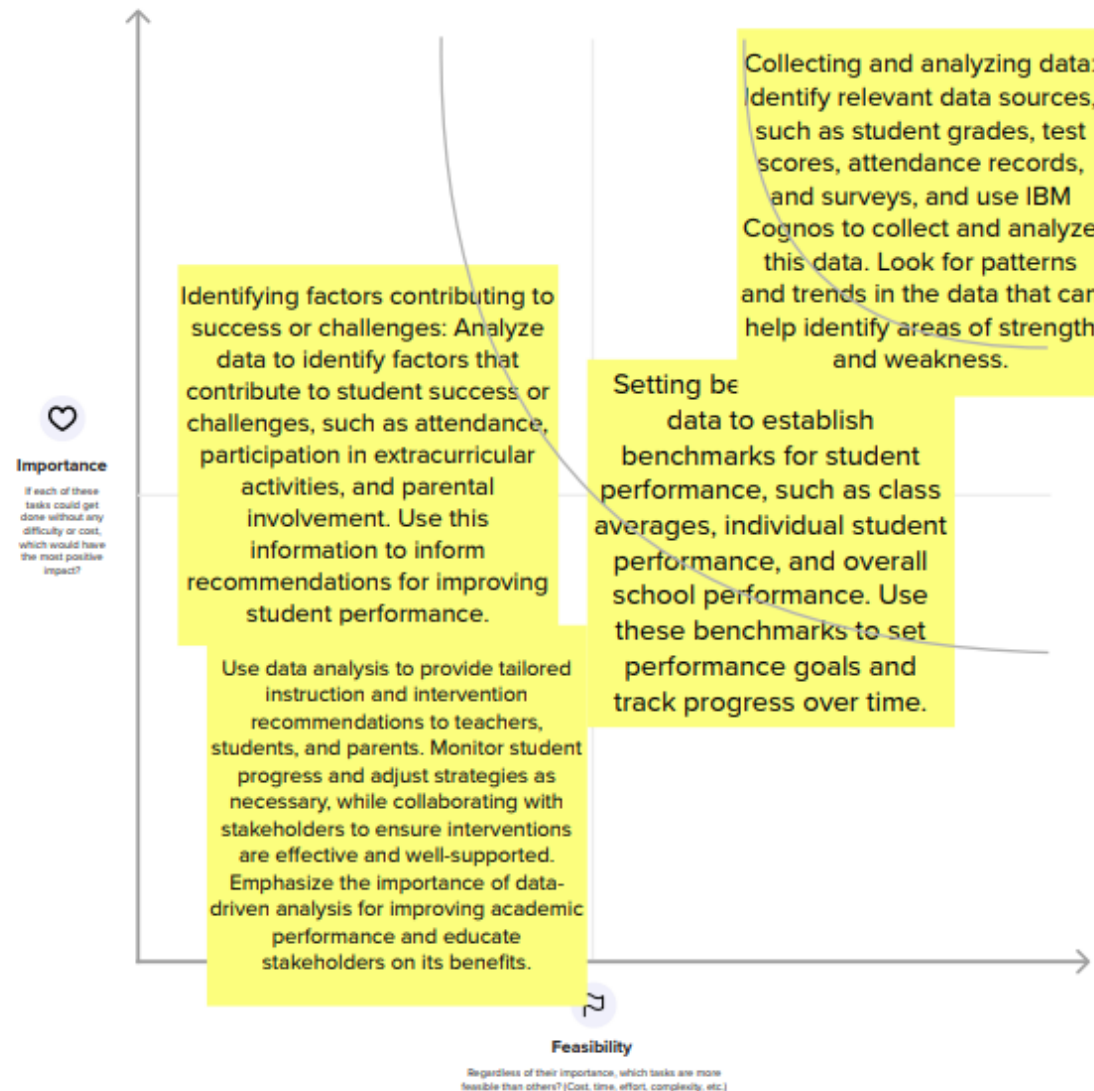 Collecting and analyzing data:
Identify relevant data sources,
such as student grades, test
scores, attendance records,
and surveys, and use IBM
Cognos to collect and analyze
this data. Look for patterns
and trends in the data that can
help identify areas of strength
and weakness.
Identifying factors contributing to
success or challenges: Analyze
data to identify factors that
contribute to student success or
challenges, such as attendance,
participation in extracurricular
activities, and parental
involvement. Use this
information to inform
recommendations for improving
student performance.
Setting be
data to establish
benchmarks for student
performance, such as class
averages, individual student
performance, and overall
school performance. Use
these benchmarks to set
performance goals and
track progress over time.
Importance
If each of these
tasks could get
done without any
difficulty or cost,
which would have
the most positive
impact?
Use data analysis to provide tailored
instruction and intervention
recommendations to teachers,
students, and parents. Monitor student
progress and adjust strategies as
necessary, while collaborating with
stakeholders to ensure interventions
are effective and well-supported.
Emphasize the importance of data-
driven analysis for improving academic
performance and educate
stakeholders on its benefits.
Feasibility
Regardless of their importance, which tasks are more
feasible than others? (Cost, time, effort, complexity, etc.)